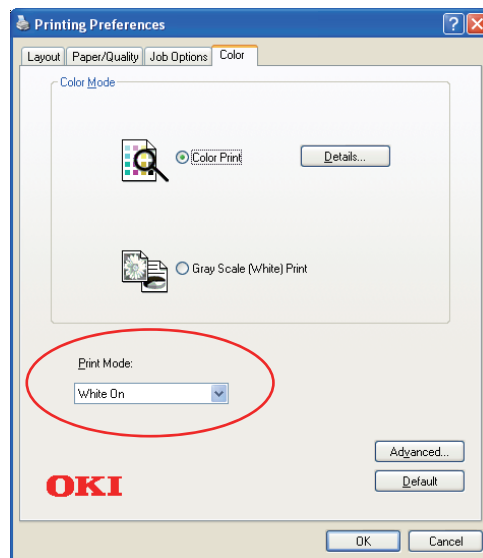 Printing Preferences
Layout Paper/Quality Job Options Color
Color Mode
Color Print Details...
Gray Scale (White) Print
Print Mode:
White On
Advanced...
OKI Default
OK Cancel